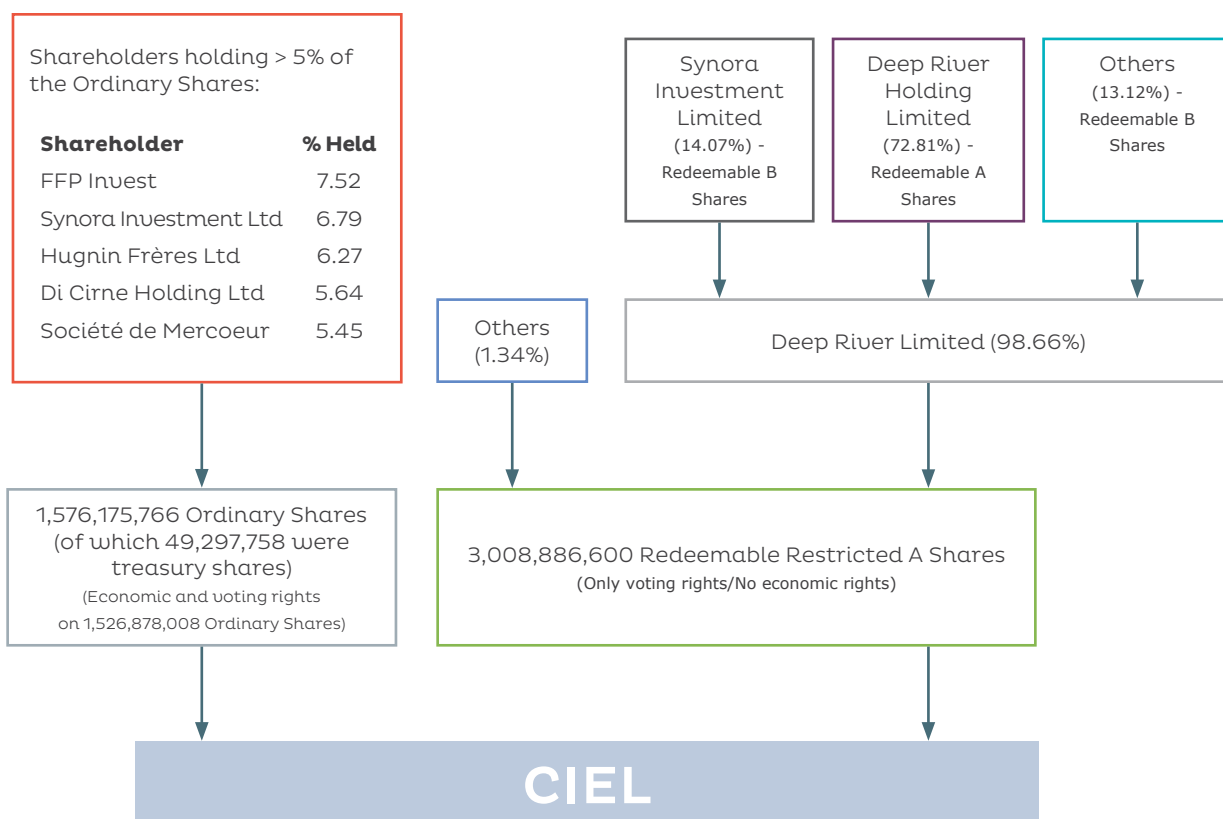 Shareholders holding > 5% of
the Ordinary Shares:
Shareholder % Held
FFP Invest 7.52
Synora Investment Ltd 6.79
Hugnin Frères Ltd 6.27
Di Cirne Holding Ltd 5.64
Société de Mercoeur 5.45
Synora
Investment
Limited
(14.07%) -
Redeemable B
Shares
Deep River
Holding
Limited
(72.81%) -
Redeemable A
Shares
Others
(13.12%) -
Redeemable B
Shares
Others
(1.34%)
Deep River Limited (98.66%)
1,576,175,766 Ordinary Shares
(of which 49,297,758 were
treasury shares)
(Economic and voting rights
on 1,526,878,008 Ordinary Shares)
3,008,886,600 Redeemable Restricted A Shares
(Only voting rights/No economic rights)
CIEL